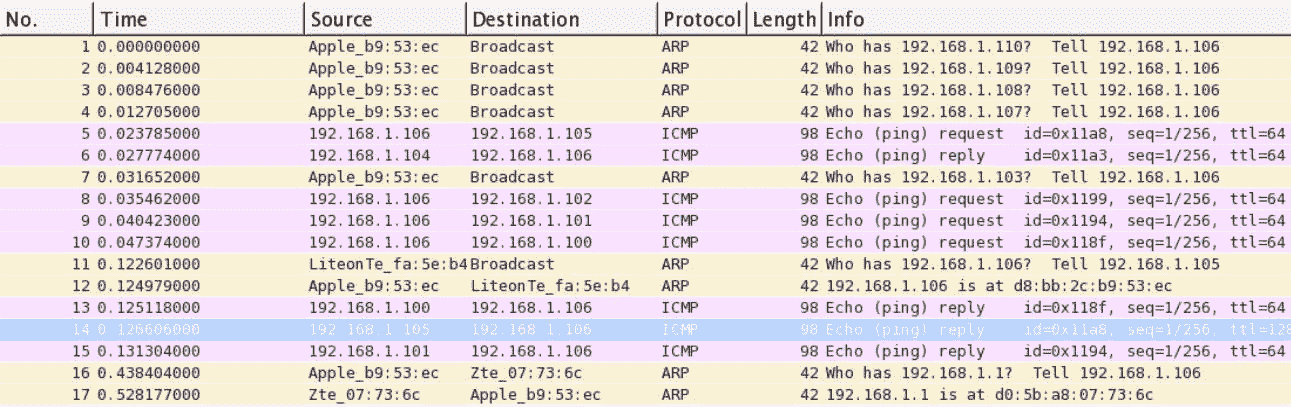 No. Time Source Destination Protocol Length Info
1 0.000000000 Apple_b9:53:ec Broadcast ARP 42 Who has 192.168.1.110? Tell 192.168.1.106
2 0.004128000 Apple_b9:53:ec Broadcast ARP 42 Who has 192.168.1.109? Tell 192.168.1.106
3 0.008476000 Apple_b9:53:ec Broadcast ARP 42 Who has 192.168.1.108? Tell 192.168.1.106
4 0.012705000 Apple_b9:53:ec Broadcast ARP 42 Who has 192.168.1.107? Tell 192.168.1.106
5 0.023785000 192.168.1.106 192.168.1.105 ICMP 98 Echo (ping) request id=0x11a8, seq=1/256, ttl=64
6 0.027774000 192.168.1.104 192.168.1.106 ICMP 98 Echo (ping) reply id=0x11a3, seq=1/256, ttl=64
7 0.031652000 Apple_b9:53:ec Broadcast ARP 42 Who has 192.168.1.103? Tell 192.168.1.106
8 0.035462000 192.168.1.106 192.168.1.102 ICMP 98 Echo (ping) request id=0x1199, seq=1/256, ttl=64
9 0.040423000 192.168.1.106 192.168.1.101 ICMP 98 Echo (ping) request id=0x1194, seq=1/256, ttl=64
10 0.047374000 192.168.1.106 192.168.1.100 ICMP 98 Echo (ping) request id=0x118f, seq=1/256, ttl=64
11 0.122601000 LiteonTe_fa:5e:b4 Broadcast ARP 42 Who has 192.168.1.106? Tell 192.168.1.105
12 0.124979000 Apple_b9:53:ec LiteonTe_fa:5e:b4 ARP 42 192.168.1.106 is at d8:bb:2c:b9:53:ec
13 0.125118000 192.168.1.100 192.168.1.106 ICMP 98 Echo (ping) reply id=0x118f, seq=1/256, ttl=64
14 0.126606000 192.168.1.105 192.168.1.106 ICMP 98 Echo (ping) reply id=0x11a8, seq=1/256, ttl=128
15 0.131304000 192.168.1.101 192.168.1.106 ICMP 98 Echo (ping) reply id=0x1194, seq=1/256, ttl=64
16 0.438404000 Apple_b9:53:ec Zte_07:73:6c ARP 42 Who has 192.168.1.1? Tell 192.168.1.106
17 0.528177000 Zte_07:73:6c Apple_b9:53:ec ARP 42 192.168.1.1 is at d0:5b:a8:07:73:6c